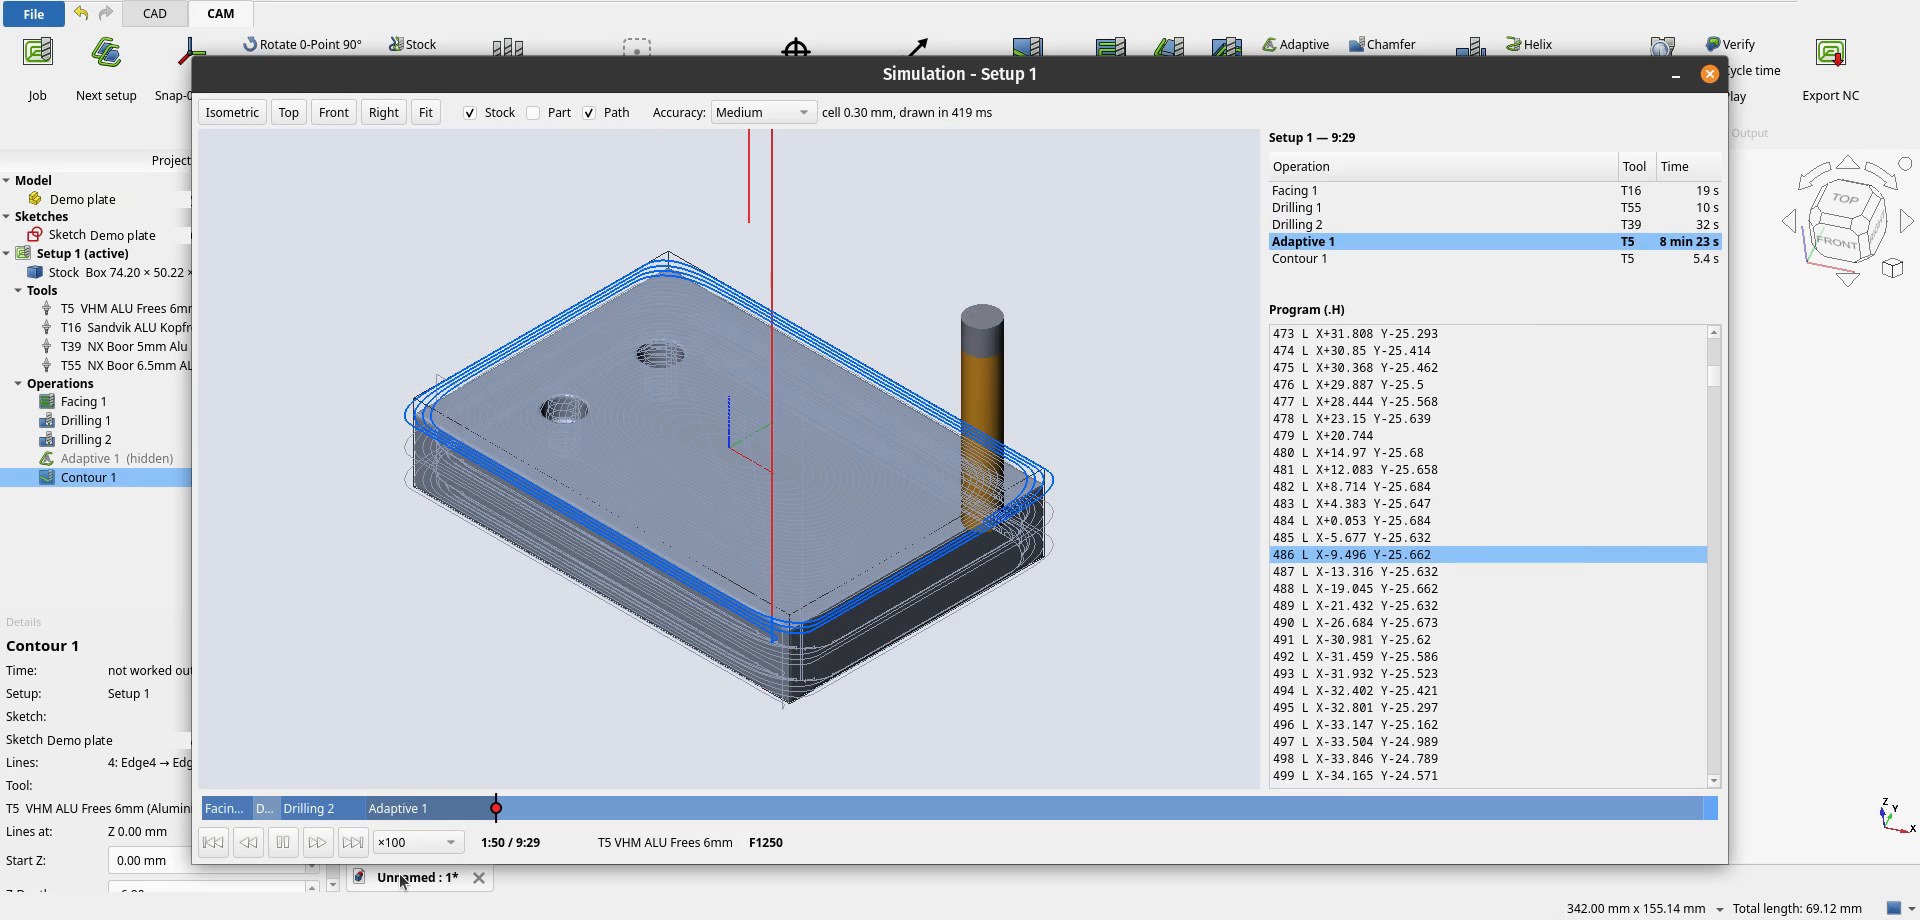 File CAD CAM
Rotate 0-Point 90° Stock Adaptive Chamfer Helix Verify
Cycle time
Job Next setup Play Export NC
Output
Simulation - Setup 1
Isometric Top Front Right Fit Stock Part Path Accuracy: Medium cell 0.30 mm, drawn in 419 ms
Project
Model
Demo plate
Sketches
Sketch Demo plate
Setup 1 (active)
Stock Box 74.20 × 50.22 ×
Tools
T5 VHM ALU Frees 6mm
T16 Sandvik ALU Kopfr
T39 NX Boor 5mm Alu
T55 NX Boor 6.5mm AL
Operations
Facing 1
Drilling 1
Drilling 2
Adaptive 1 (hidden)
Contour 1
Details
Contour 1
Time: not worked out
Setup: Setup 1
Sketch:
Sketch Demo plate
Lines: 4: Edge4 → Edg
Tool:
T5 VHM ALU Frees 6mm (Alumin
Lines at: Z 0.00 mm
Start Z: 0.00 mm
Setup 1 — 9:29
Operation Tool Time
Facing 1 T16 19 s
Drilling 1 T55 10 s
Drilling 2 T39 32 s
Adaptive 1 T5 8 min 23 s
Contour 1 T5 5.4 s
Program (.H)
473 L X+31.808 Y-25.293
474 L X+30.85 Y-25.414
475 L X+30.368 Y-25.462
476 L X+29.887 Y-25.5
477 L X+28.444 Y-25.568
478 L X+23.15 Y-25.639
479 L X+20.744
480 L X+14.97 Y-25.68
481 L X+12.083 Y-25.658
482 L X+8.714 Y-25.684
483 L X+4.383 Y-25.647
484 L X+0.053 Y-25.684
485 L X-5.677 Y-25.632
486 L X-9.496 Y-25.662
487 L X-13.316 Y-25.632
488 L X-19.045 Y-25.662
489 L X-21.432 Y-25.632
490 L X-26.684 Y-25.673
491 L X-30.981 Y-25.62
492 L X-31.459 Y-25.586
493 L X-31.932 Y-25.523
494 L X-32.402 Y-25.421
495 L X-32.801 Y-25.297
496 L X-33.147 Y-25.162
497 L X-33.504 Y-24.989
498 L X-33.846 Y-24.789
499 L X-34.165 Y-24.571
TOP
FRONT
Z
Y
X
Facin... D... Drilling 2 Adaptive 1
×100 1:50 / 9:29 T5 VHM ALU Frees 6mm F1250
Unnamed : 1*
342.00 mm x 155.14 mm Total length: 69.12 mm